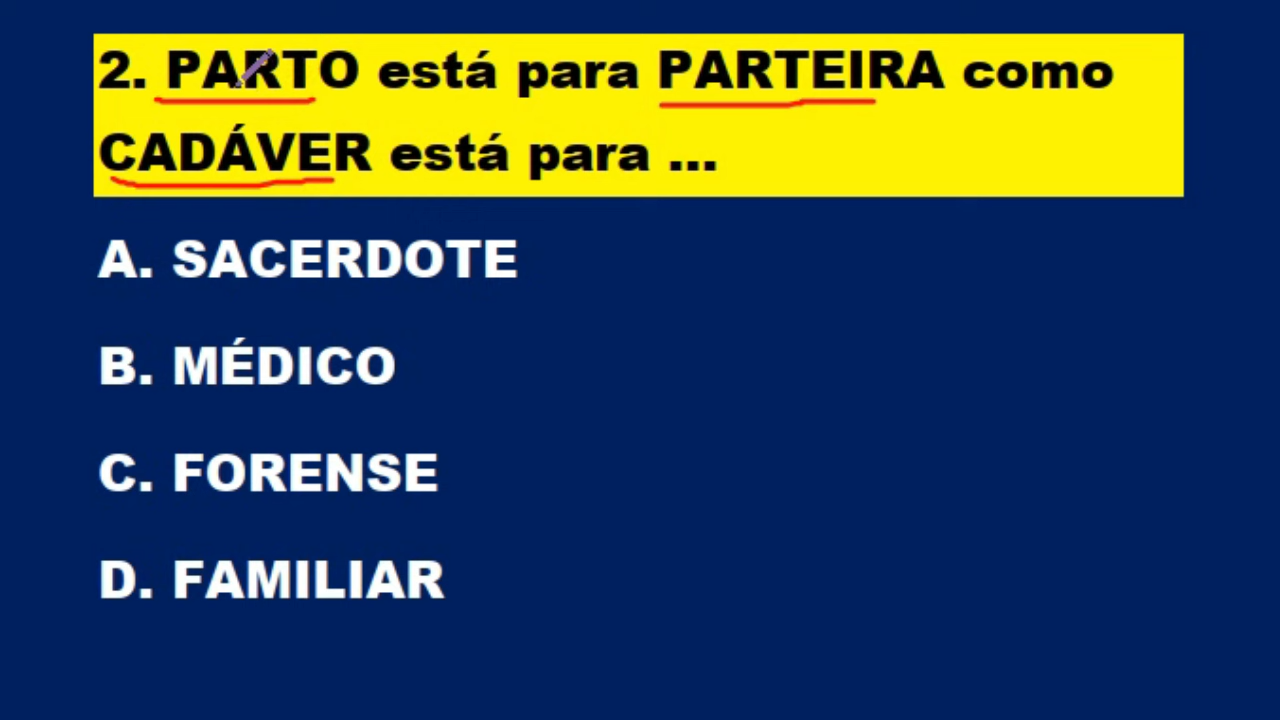 2. PARTO está para PARTEIRA como
CADÁVER está para ...
A. SACERDOTE
B. MÉDICO
C. FORENSE
D. FAMILIAR